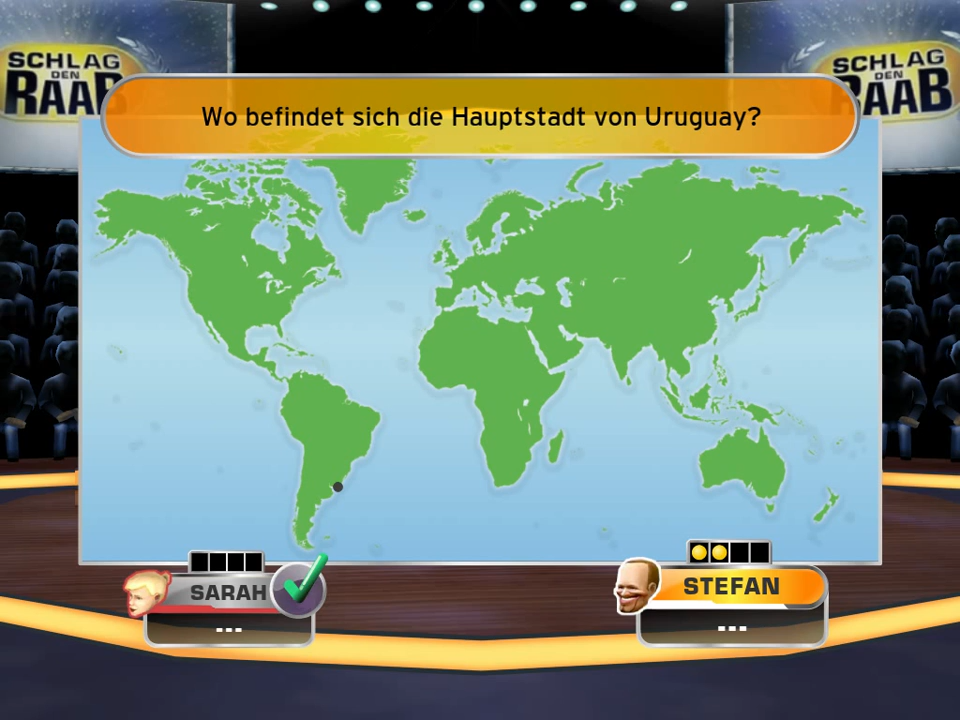 SCHLAG
DEN
RAAB
SCHLAG
DEN
RAAB
Wo befindet sich die Hauptstadt von Uruguay?
SARAH
...
STEFAN
...